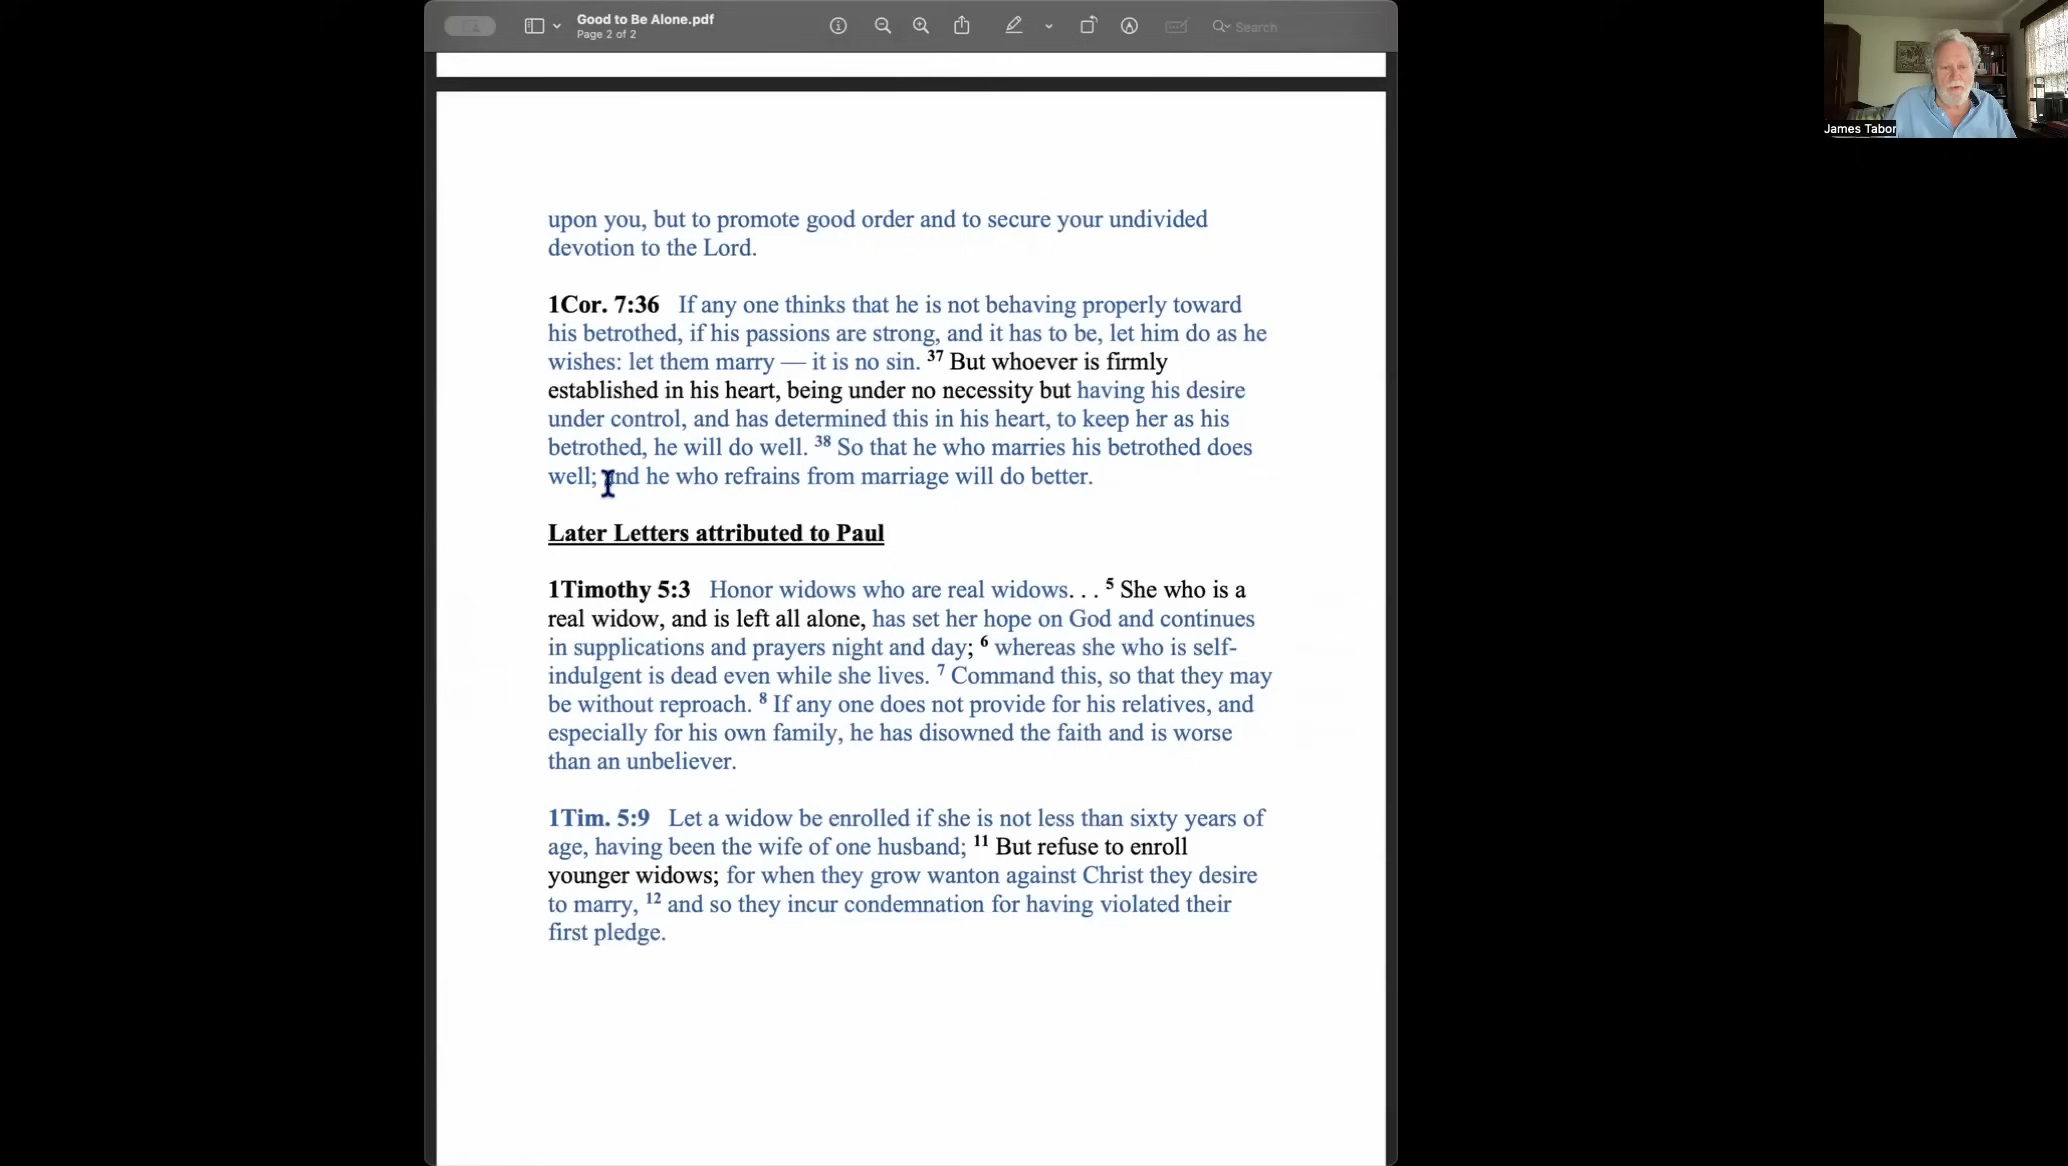 Good to Be Alone.pdf
Page 2 of 2
Search
James Tabor
upon you, but to promote good order and to secure your undivided
devotion to the Lord.
1Cor. 7:36 If any one thinks that he is not behaving properly toward
his betrothed, if his passions are strong, and it has to be, let him do as he
wishes: let them marry — it is no sin. 37 But whoever is firmly
established in his heart, being under no necessity but having his desire
under control, and has determined this in his heart, to keep her as his
betrothed, he will do well. 38 So that he who marries his betrothed does
well; and he who refrains from marriage will do better.
Later Letters attributed to Paul
1Timothy 5:3 Honor widows who are real widows. . . 5 She who is a
real widow, and is left all alone, has set her hope on God and continues
in supplications and prayers night and day; 6 whereas she who is self-
indulgent is dead even while she lives. 7 Command this, so that they may
be without reproach. 8 If any one does not provide for his relatives, and
especially for his own family, he has disowned the faith and is worse
than an unbeliever.
1Tim. 5:9 Let a widow be enrolled if she is not less than sixty years of
age, having been the wife of one husband; 11 But refuse to enroll
younger widows; for when they grow wanton against Christ they desire
to marry, 12 and so they incur condemnation for having violated their
first pledge.